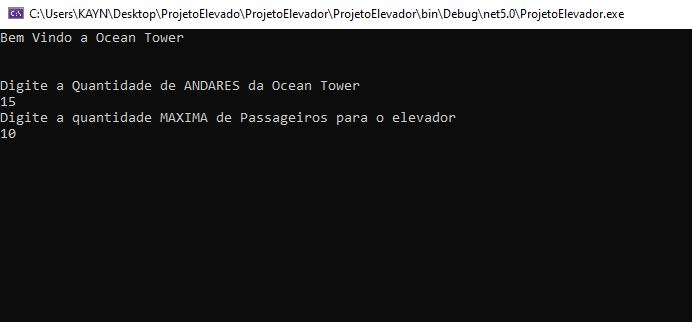 C:\Users\KAYN\Desktop\ProjetoElevado\ProjetoElevador\ProjetoElevador\bin\Debug\net5.0\ProjetoElevador.exe
Bem Vindo a Ocean Tower
Digite a Quantidade de ANDARES da Ocean Tower
15
Digite a quantidade MAXIMA de Passageiros para o elevador
10